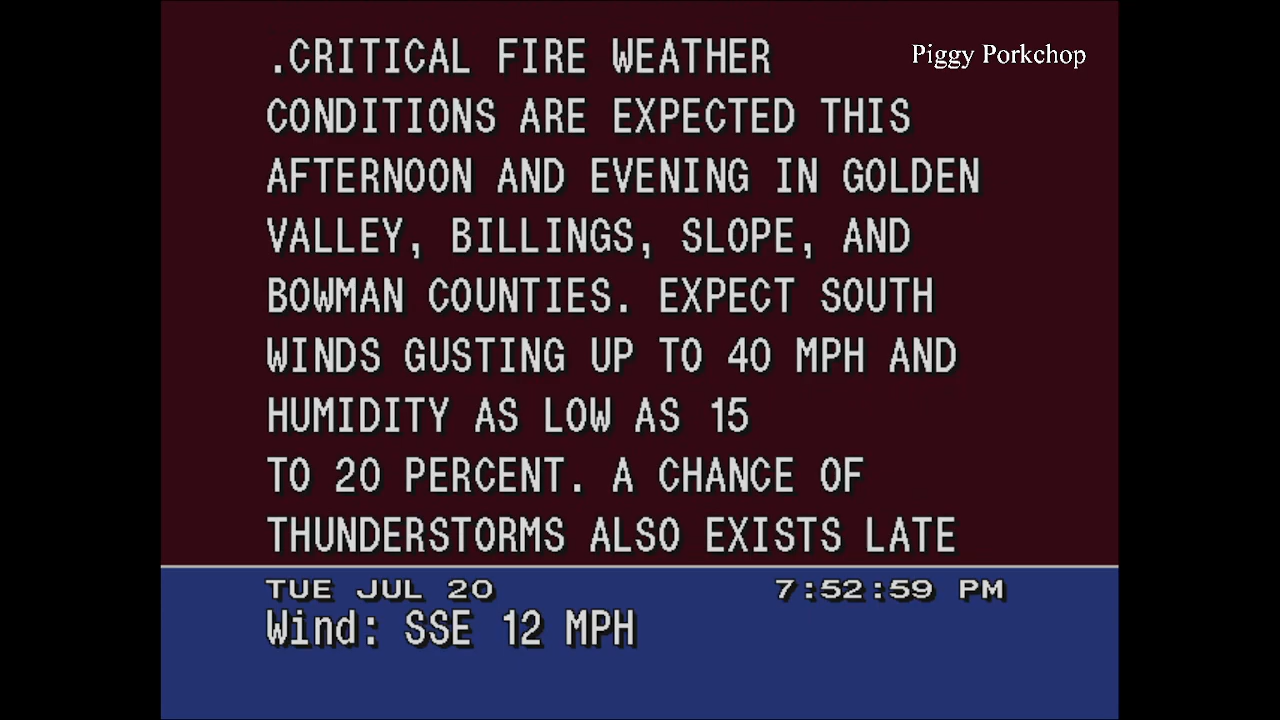 .CRITICAL FIRE WEATHER
Piggy Porkchop
CONDITIONS ARE EXPECTED THIS
AFTERNOON AND EVENING IN GOLDEN
VALLEY, BILLINGS, SLOPE, AND
BOWMAN COUNTIES. EXPECT SOUTH
WINDS GUSTING UP TO 40 MPH AND
HUMIDITY AS LOW AS 15
TO 20 PERCENT. A CHANCE OF
THUNDERSTORMS ALSO EXISTS LATE
TUE JUL 20 7:52:59 PM
Wind: SSE 12 MPH